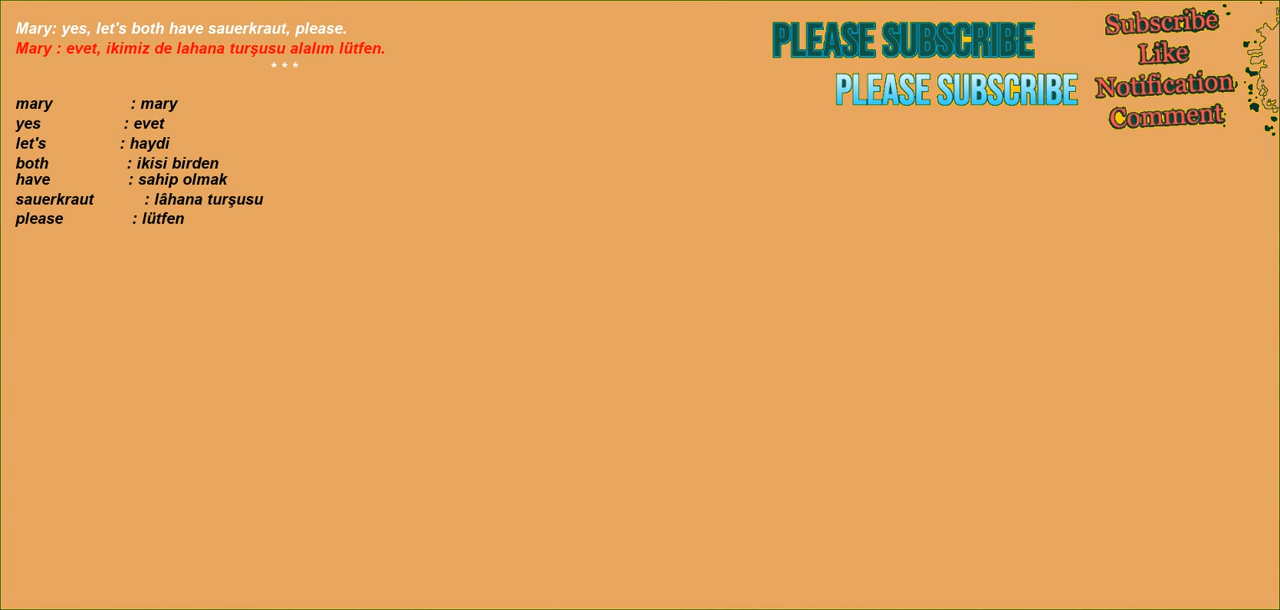 Mary: yes, let's both have sauerkraut, please.
Mary : evet, ikimiz de lahana turşusu alalım lütfen.
* * *
mary : mary
yes : evet
let's : haydi
both : ikisi birden
have : sahip olmak
sauerkraut : lâhana turşusu
please : lütfen
PLEASE SUBSCRIBE
PLEASE SUBSCRIBE
Subscribe
Like
Notification
Comment